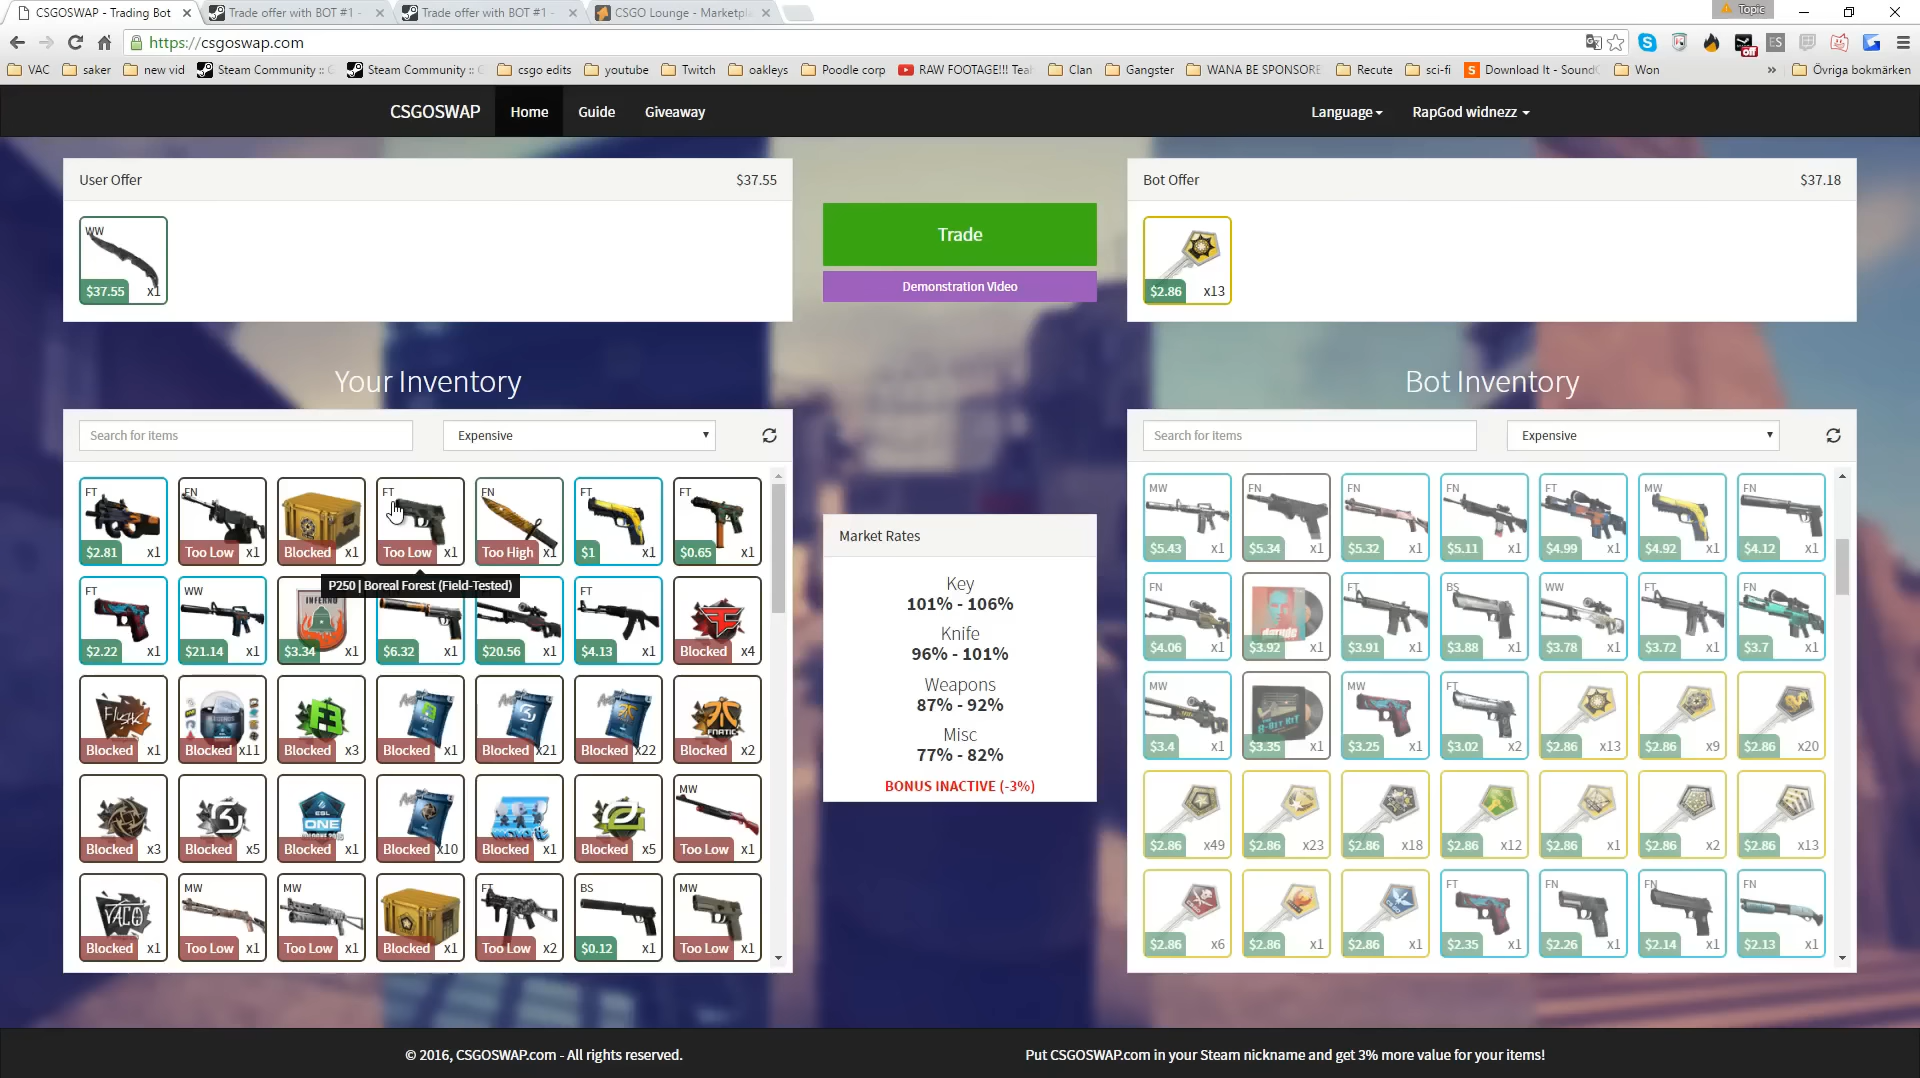 CSGOSWAP - Trading Bot
Trade offer with BOT #1 -
Trade offer with BOT #1 -
CSGO Lounge - Marketpl
Topic
https://csgoswap.com
VAC saker new vid Steam Community :: Steam Community :: csgo edits youtube Twitch oakleys Poodle corp RAW FOOTAGE!!! Tea Clan Gangster WANA BE SPONSORE Recute sci-fi Download It - Sound Won » Övriga bokmärken
CSGOSWAP Home Guide Giveaway Language RapGod widnezz
User Offer $37.55
WW
$37.55 x1
Trade
Demonstration Video
Bot Offer $37.18
$2.86 x13
Your Inventory
Search for items Expensive
FT FN FT FN FT FT
$2.81 x1 Too Low x1 Blocked x1 Too Low x1 Too High x1 $1 x1 $0.65 x1
P250 | Boreal Forest (Field-Tested)
FT WW INFERNO FT
$2.22 x1 $21.14 x1 $3.34 x1 $6.32 x1 $20.56 x1 $4.13 x1 Blocked x4
Blocked x1 Blocked x11 Blocked x3 Blocked x1 Blocked x21 Blocked x22 Blocked x2
MW
Blocked x3 Blocked x5 Blocked x1 Blocked x10 Blocked x1 Blocked x5 Too Low x1
MW MW FT BS MW
Blocked x1 Too Low x1 Too Low x1 Blocked x1 Too Low x2 $0.12 x1 Too Low x1
Market Rates
Key
101% - 106%
Knife
96% - 101%
Weapons
87% - 92%
Misc
77% - 82%
BONUS INACTIVE (-3%)
Bot Inventory
Search for items Expensive
MW FN FN FN FT MW FN
$5.43 x1 $5.34 x1 $5.32 x1 $5.11 x1 $4.99 x1 $4.92 x1 $4.12 x1
FN FT BS WW FT FN
$4.06 x1 $3.92 x1 $3.91 x1 $3.88 x1 $3.78 x1 $3.72 x1 $3.7 x1
MW MW FT
$3.4 x1 $3.35 x1 $3.25 x1 $3.02 x2 $2.86 x13 $2.86 x9 $2.86 x20
$2.86 x49 $2.86 x23 $2.86 x18 $2.86 x12 $2.86 x1 $2.86 x2 $2.86 x13
FT FN FN FN
$2.86 x6 $2.86 x1 $2.86 x1 $2.35 x1 $2.26 x1 $2.14 x1 $2.13 x1
© 2016, CSGOSWAP.com - All rights reserved.
Put CSGOSWAP.com in your Steam nickname and get 3% more value for your items!